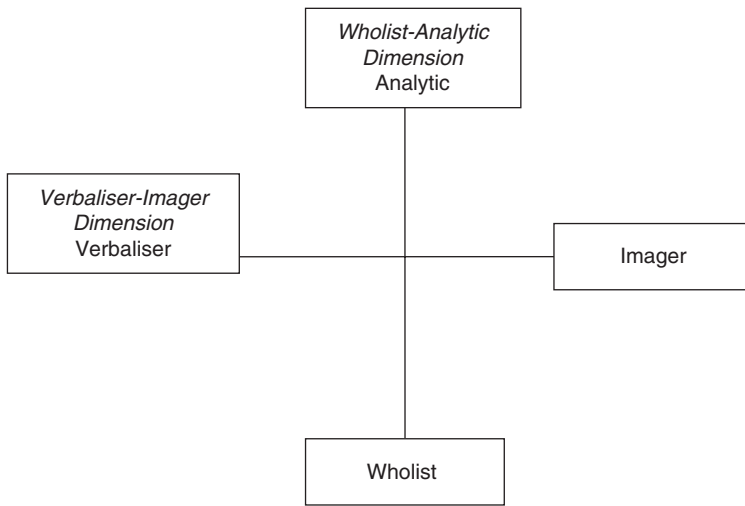 Wholist-Analytic
Dimension
Analytic
Verbaliser-Imager
Dimension
Verbaliser
Imager
Wholist